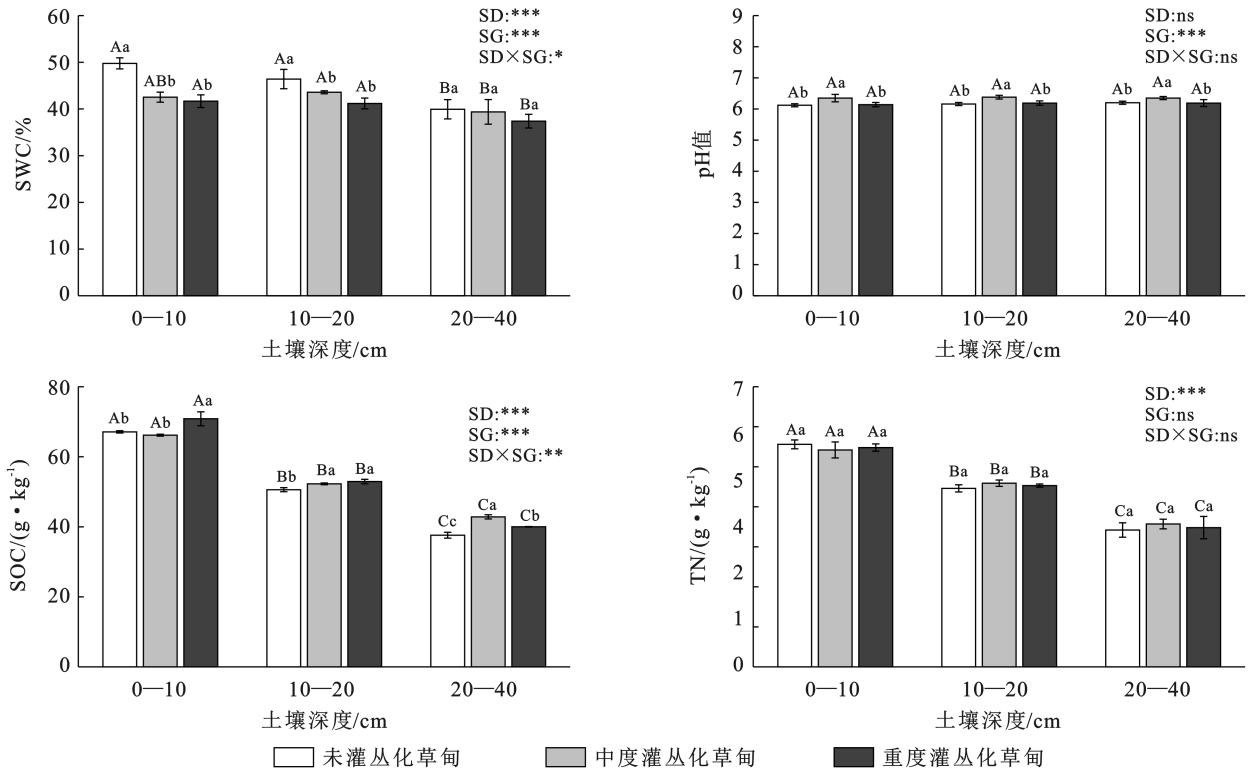 60
50
40
30
20
10
0
SWC/%
Aa
ABb
Ab
Aa
Ab
Ab
Ba
Ba
Ba
SD:***
SG:***
SD×SG:*
0—10
10—20
20—40
土壤深度/cm
9
8
7
6
5
4
3
2
1
0
pH值
Ab
Aa
Ab
Ab
Aa
Ab
Ab
Aa
Ab
SD:ns
SG:***
SD×SG:ns
0—10
10—20
20—40
土壤深度/cm
80
60
40
20
0
SOC/(g·kg⁻¹)
Ab
Ab
Aa
Bb
Ba
Ba
Cc
Ca
Cb
SD:***
SG:***
SD×SG:**
0—10
10—20
20—40
土壤深度/cm
7
6
5
4
2
1
0
TN/(g·kg⁻¹)
Aa
Aa
Aa
Ba
Ba
Ba
Ca
Ca
Ca
SD:***
SG:ns
SD×SG:ns
0—10
10—20
20—40
土壤深度/cm
未灌丛化草甸
中度灌丛化草甸
重度灌丛化草甸